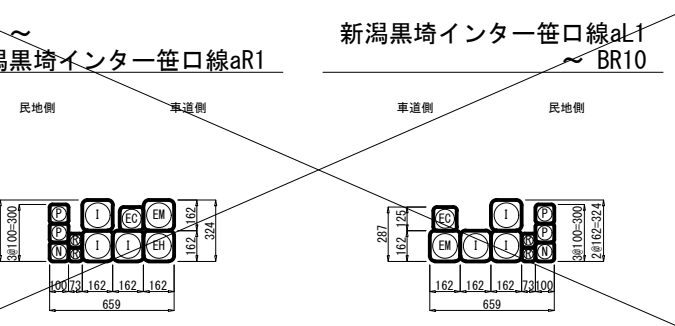 ～
潟黒埼インター笹口線aR1
民地側 車道側
P I EC EM
P
N R R I I EH
3@100=300
162
162
324
100 73 162 162 162
659
新潟黒埼インター笹口線aL1
～ BR10
車道側 民地側
EC I P
P
EM I I R R N
287
125
162
3@100=300
2@162=324
162 162 162 73 100
659